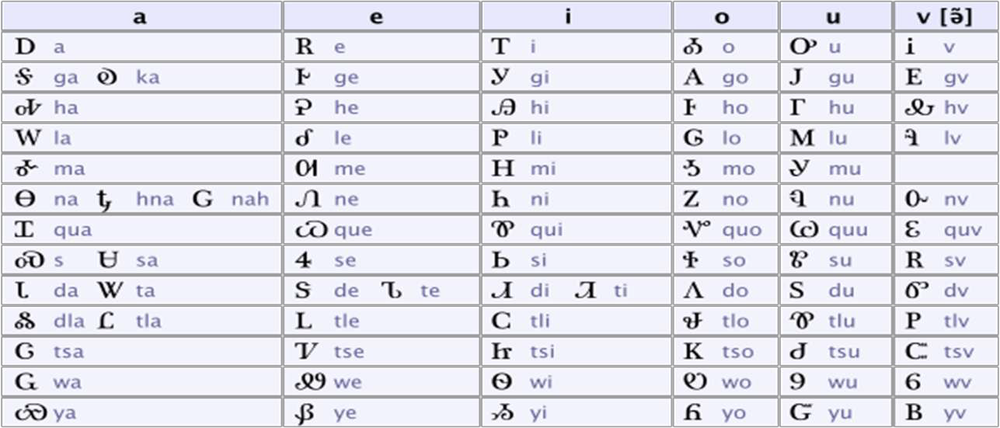 a e i o u v [ə̃]
Ꭰ a Ꭱ e Ꭲ i Ꭳ o Ꭴ u Ꭵ v
Ꭶ ga Ꭷ ka Ꭸ ge Ꭹ gi Ꭺ go Ꭻ gu Ꭼ gv
Ꭽ ha Ꭾ he Ꭿ hi Ꮀ ho Ꮁ hu Ꮂ hv
Ꮃ la Ꮄ le Ꮅ li Ꮆ lo Ꮇ lu Ꮈ lv
Ꮉ ma Ꮊ me Ꮋ mi Ꮌ mo Ꮍ mu
Ꮎ na Ꮏ hna Ꮐ nah Ꮑ ne Ꮒ ni Ꮓ no Ꮔ nu Ꮕ nv
Ꮖ qua Ꮗ que Ꮘ qui Ꮙ quo Ꮚ quu Ꮛ quv
Ꮝ s Ꮜ sa Ꮞ se Ꮟ si Ꮠ so Ꮡ su Ꮢ sv
Ꮣ da Ꮤ ta Ꮥ de Ꮦ te Ꮧ di Ꮨ ti Ꮩ do Ꮪ du Ꮫ dv
Ꮬ dla Ꮭ tla Ꮮ tle Ꮯ tli Ꮰ tlo Ꮱ tlu Ꮲ tlv
Ꮳ tsa Ꮴ tse Ꮵ tsi Ꮶ tso Ꮷ tsu Ꮸ tsv
Ꮹ wa Ꮺ we Ꮻ wi Ꮼ wo Ꮽ wu Ꮾ wv
Ꮿ ya Ᏸ ye Ᏹ yi Ᏺ yo Ᏻ yu Ᏼ yv